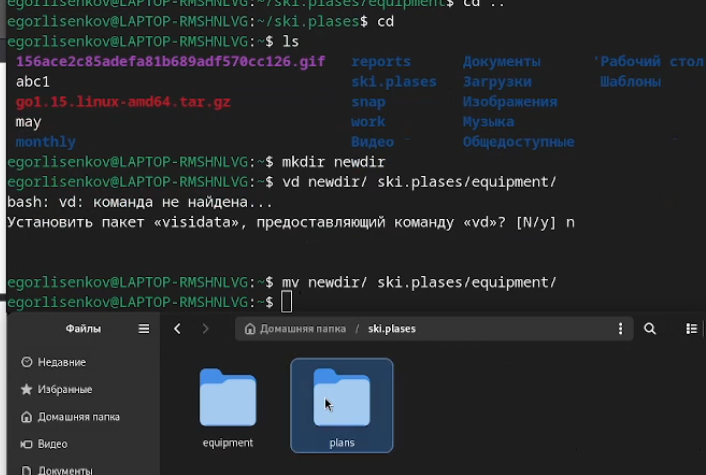 egorlisenkov@LAPTOP-RMSHNLVG:~/ski.plases/equipment$ cd ..
egorlisenkov@LAPTOP-RMSHNLVG:~/ski.plases$ cd
egorlisenkov@LAPTOP-RMSHNLVG:~$ ls
156ace2c85adefa81b689adf570cc126.gif reports Документы 'Рабочий стол
abc1 ski.plases Загрузки Шаблоны
go1.15.linux-amd64.tar.gz snap Изображения
may work Музыка
monthly Видео Общедоступные
egorlisenkov@LAPTOP-RMSHNLVG:~$ mkdir newdir
egorlisenkov@LAPTOP-RMSHNLVG:~$ vd newdir/ ski.plases/equipment/
bash: vd: команда не найдена...
Установить пакет «visidata», предоставляющий команду «vd»? [N/y] n
egorlisenkov@LAPTOP-RMSHNLVG:~$ mv newdir/ ski.plases/equipment/
egorlisenkov@LAPTOP-RMSHNLVG:~$
Файлы Домашняя папка / ski.plases
Недавние
Избранные
Домашняя папка
Видео
Документы
equipment plans